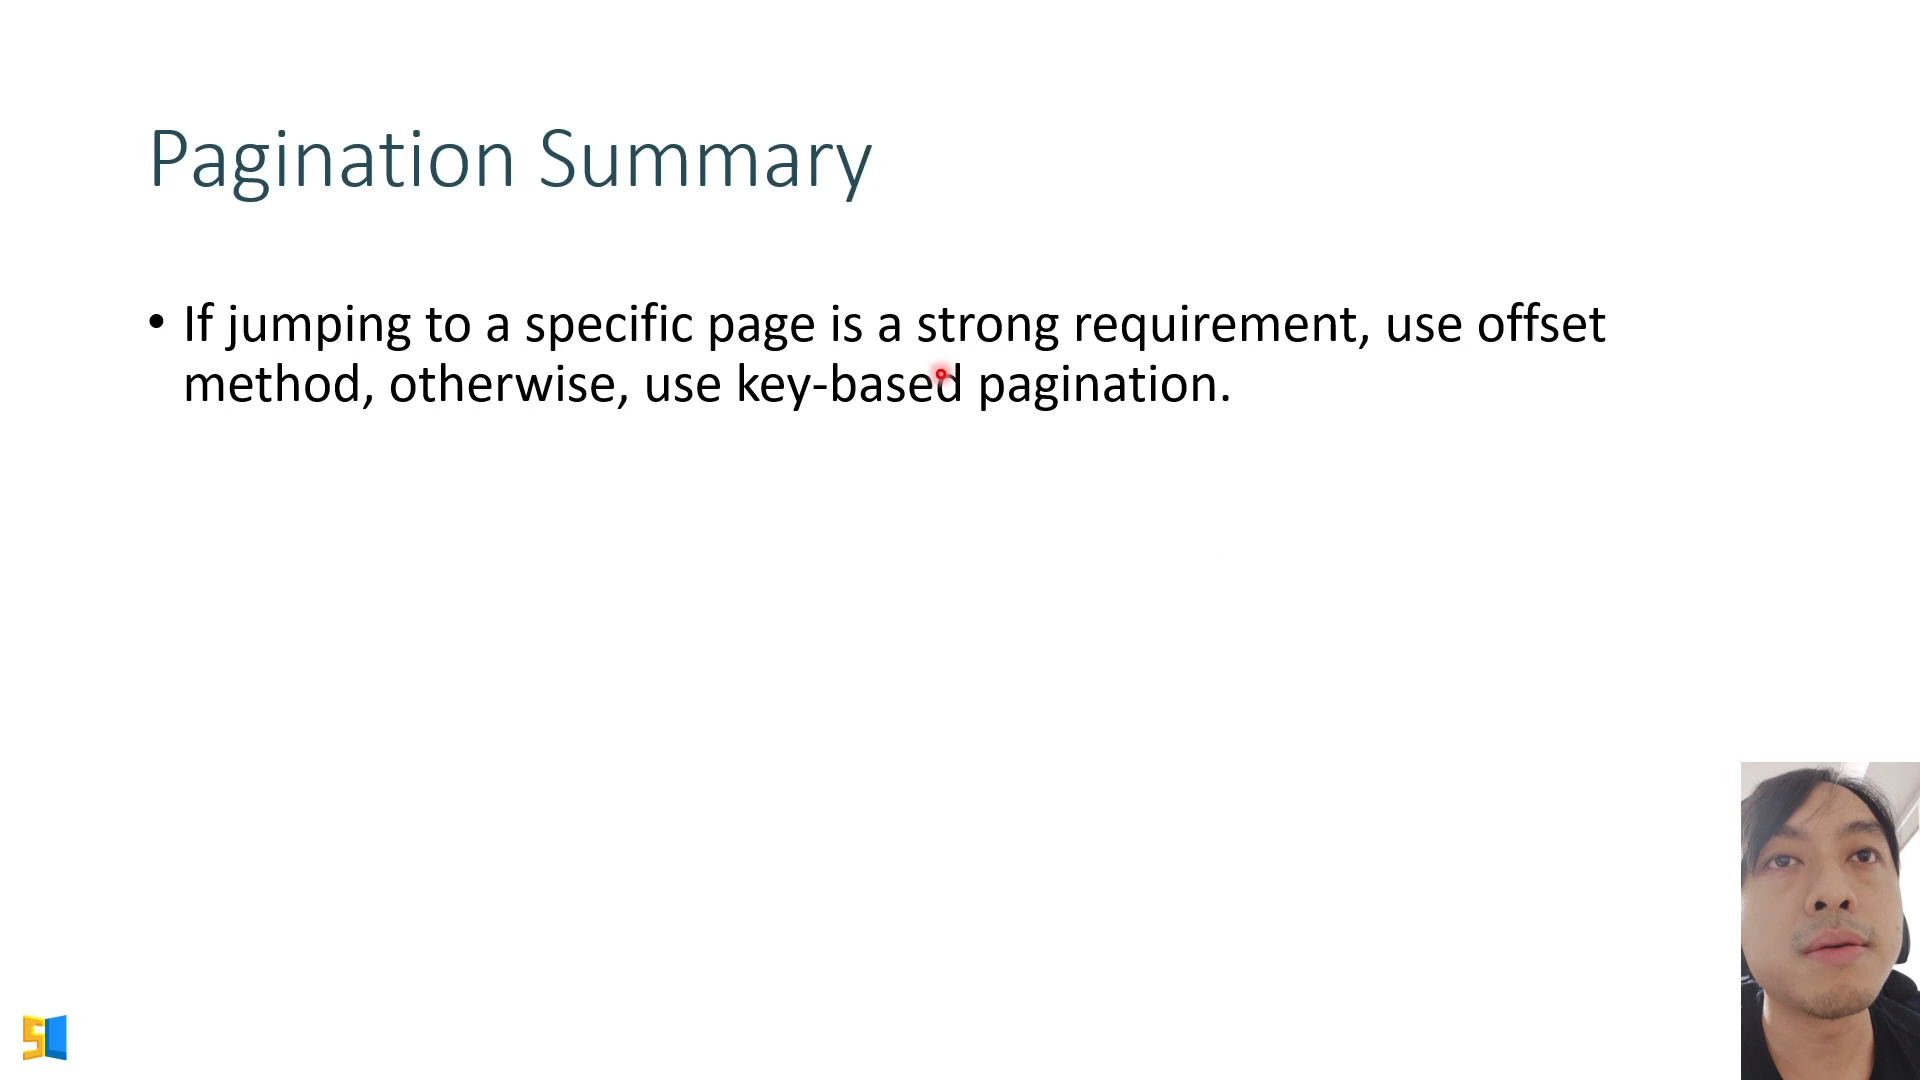 Pagination Summary
• If jumping to a specific page is a strong requirement, use offset
method, otherwise, use key-based pagination.